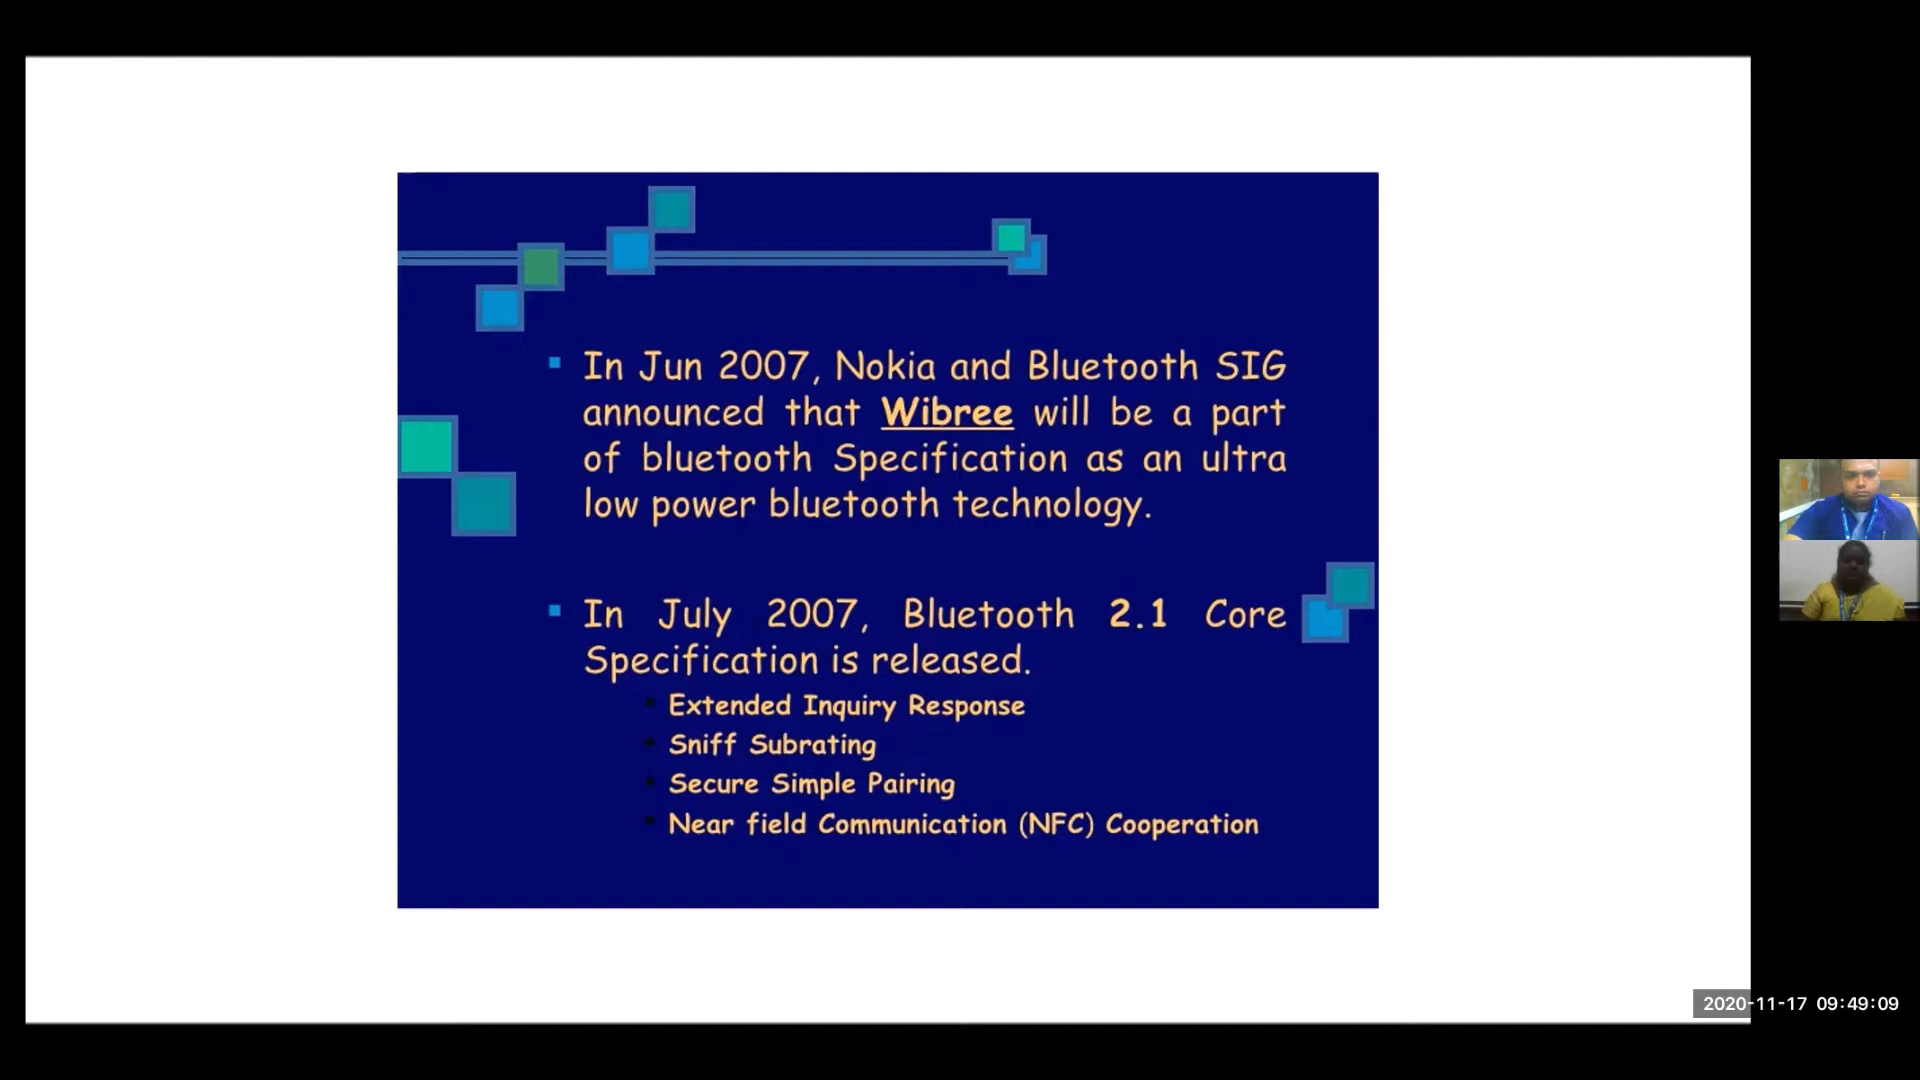 In Jun 2007, Nokia and Bluetooth SIG
announced that Wibree will be a part
of bluetooth Specification as an ultra
low power bluetooth technology.
In July 2007, Bluetooth 2.1 Core
Specification is released.
Extended Inquiry Response
Sniff Subrating
Secure Simple Pairing
Near field Communication (NFC) Cooperation
2020-11-17 09:49:09